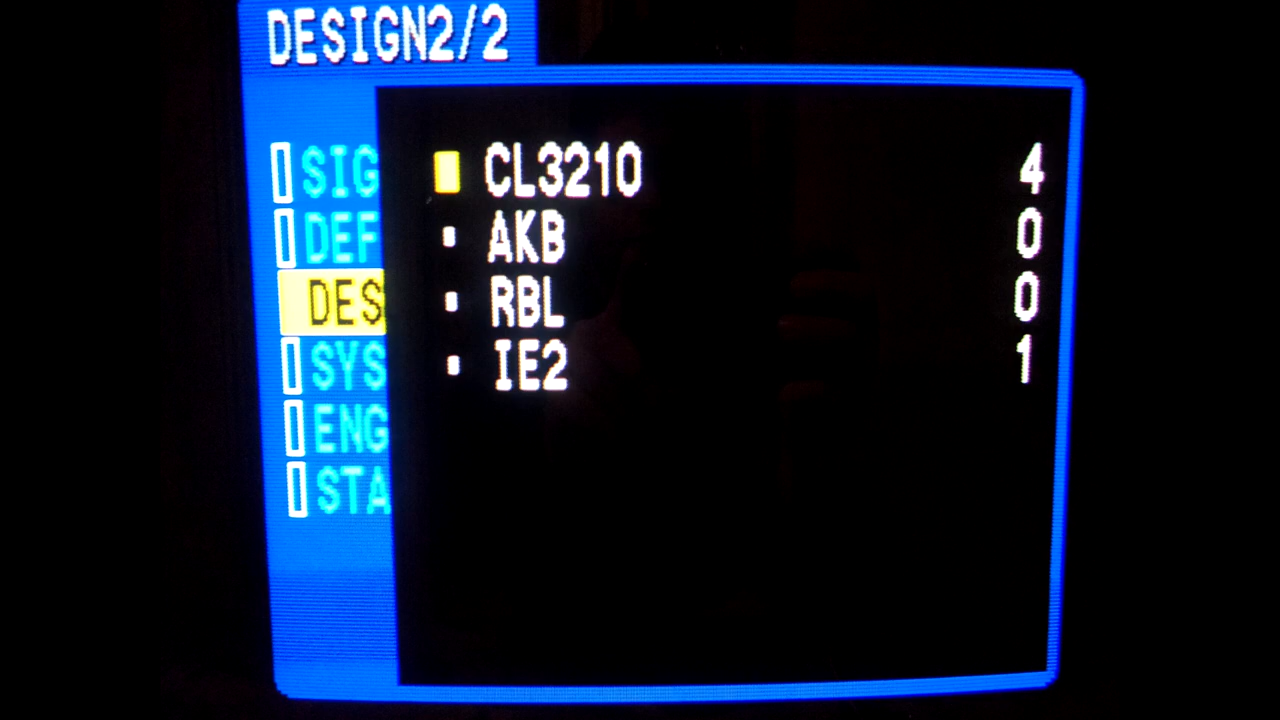 DESIGN2/2
SIG
DEF
DES
SYS
ENG
STA
CL3210 4
AKB 0
RBL 0
IE2 1